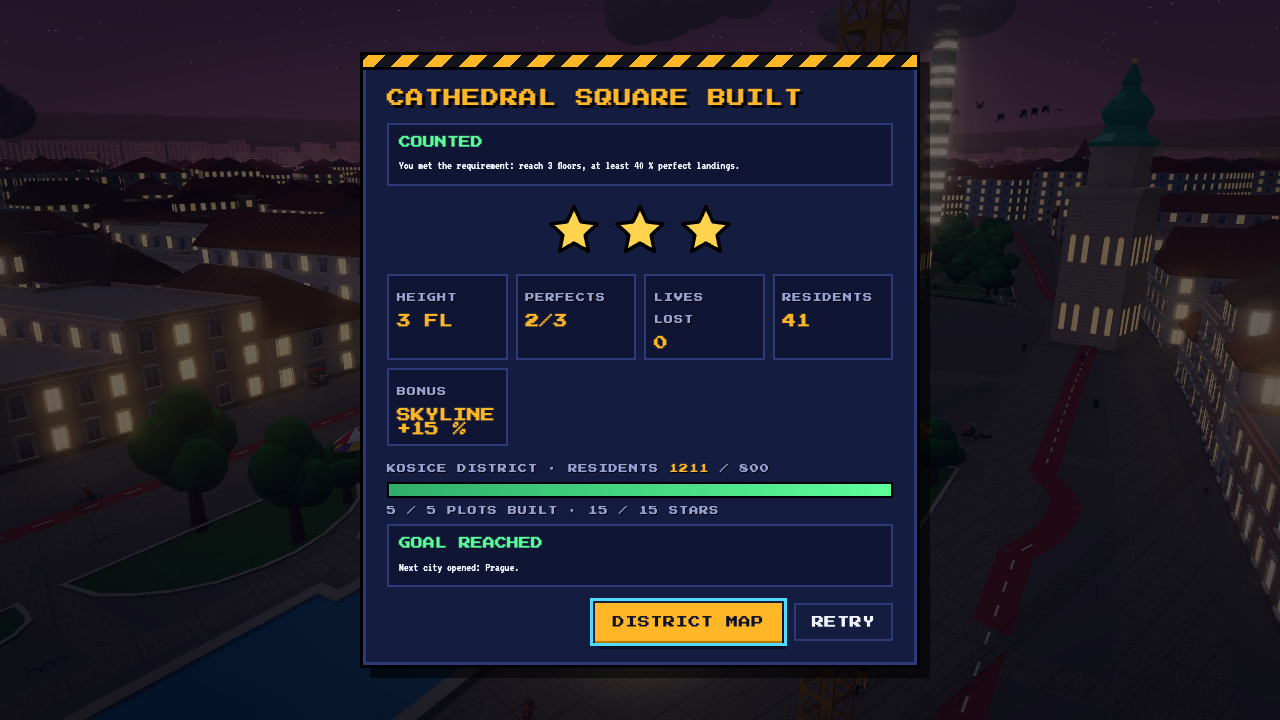 CATHEDRAL SQUARE BUILT
COUNTED
You met the requirement: reach 3 floors, at least 40 % perfect landings.
HEIGHT
3 FL
PERFECTS
2/3
LIVES
LOST
0
RESIDENTS
41
BONUS
SKYLINE
+15 %
KOSICE DISTRICT · RESIDENTS 1211 / 800
5 / 5 PLOTS BUILT · 15 / 15 STARS
GOAL REACHED
Next city opened: Prague.
DISTRICT MAP
RETRY